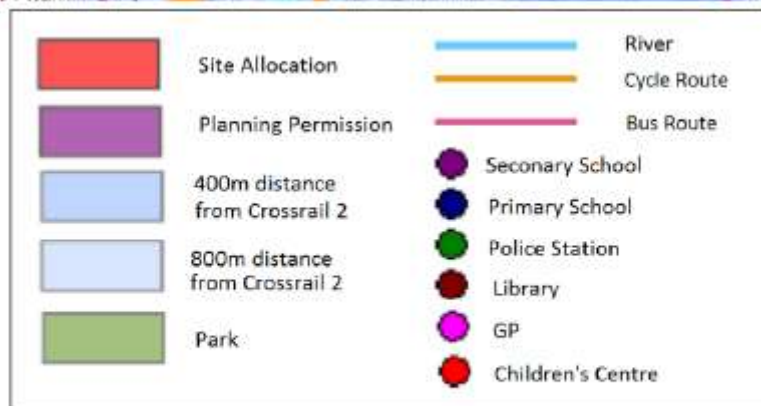 Site Allocation
Planning Permission
400m distance
from Crossrail 2
800m distance
from Crossrail 2
Park
River
Cycle Route
Bus Route
Seconary School
Primary School
Police Station
Library
GP
Children's Centre